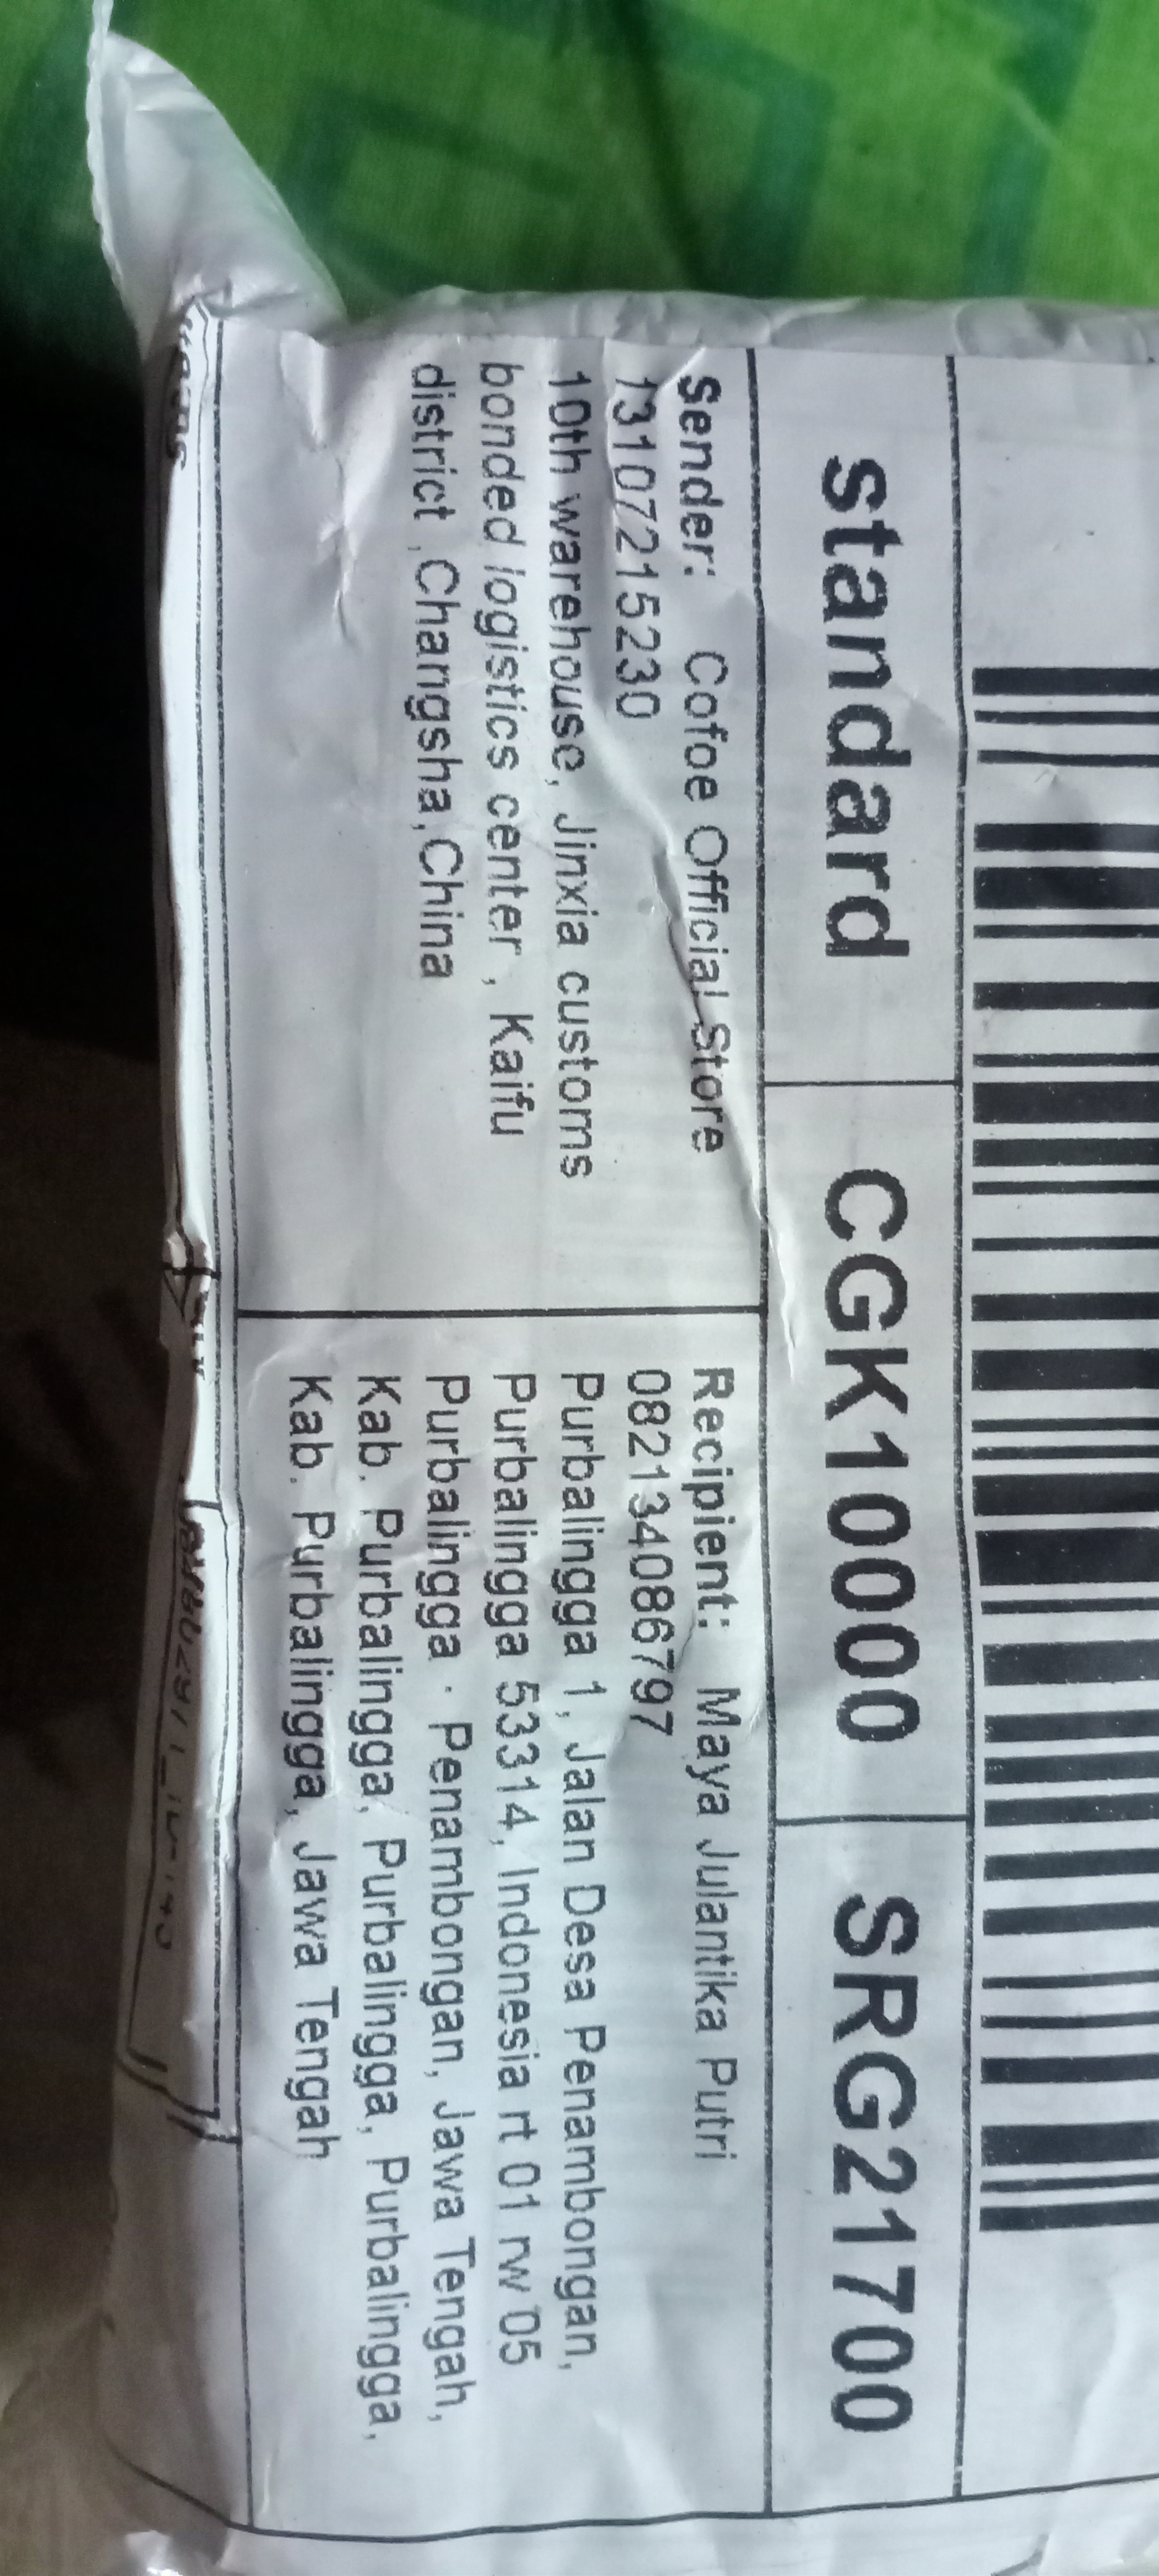 standard
CGK10000
SRG21700
Sender: Cofoe Official Store
13107215230
10th warehouse, Jinxia customs
bonded logistics center , Kaifu
district ,Changsha,China
Recipient: Maya Julantika Putri
082134086797
Purbalingga 1, Jalan Desa Penambongan,
Purbalingga 53314, Indonesia rt 01 rw 05
Purbalingga - Penambongan, Jawa Tengah,
Kab. Purbalingga, Purbalingga, Purbalingga,
Kab. Purbalingga, Jawa Tengah